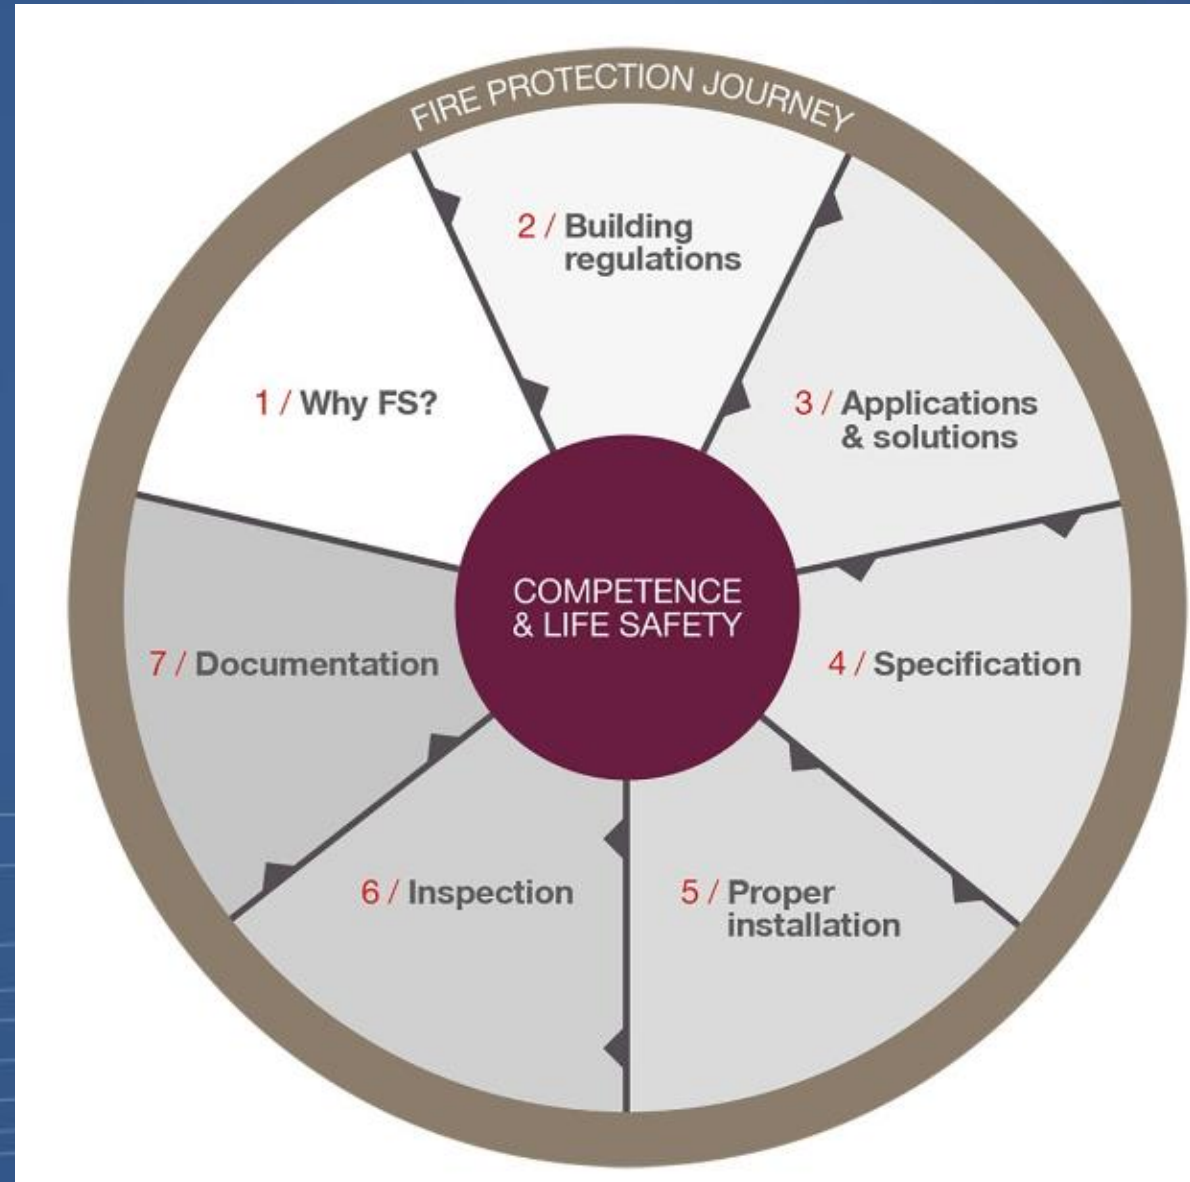 FIRE PROTECTION JOURNEY
1 / Why FS?
2 / Building
regulations
3 / Applications
& solutions
4 / Specification
5 / Proper
installation
6 / Inspection
7 / Documentation
COMPETENCE
& LIFE SAFETY